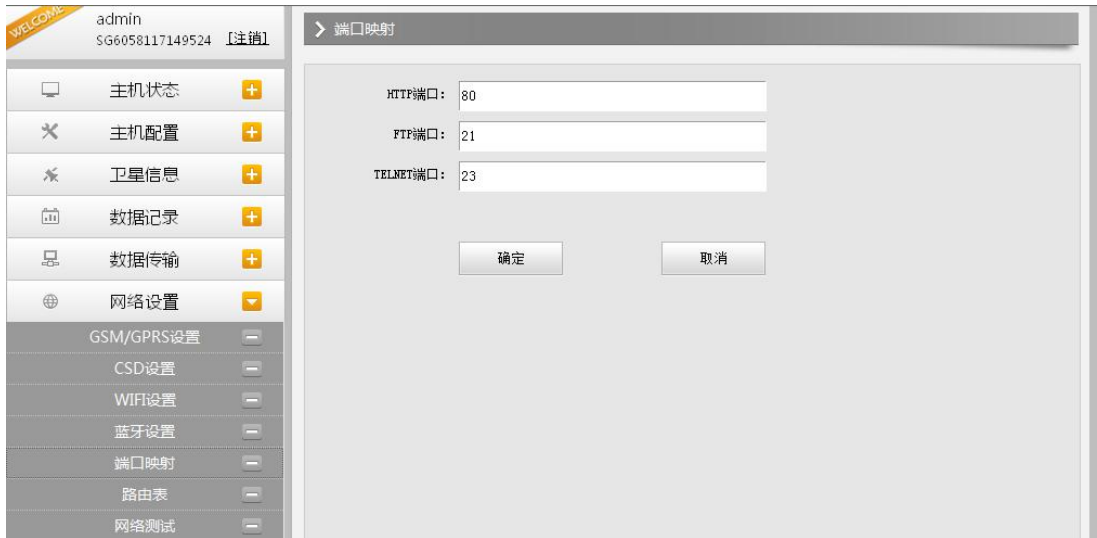 WELCOME
admin
SG6058117149524 [注销]
主机状态
主机配置
卫星信息
数据记录
数据传输
网络设置
GSM/GPRS设置
CSD设置
WIFI设置
蓝牙设置
端口映射
路由表
网络测试
端口映射
HTTP端口: 80
FTP端口: 21
TELNET端口: 23
确定 取消